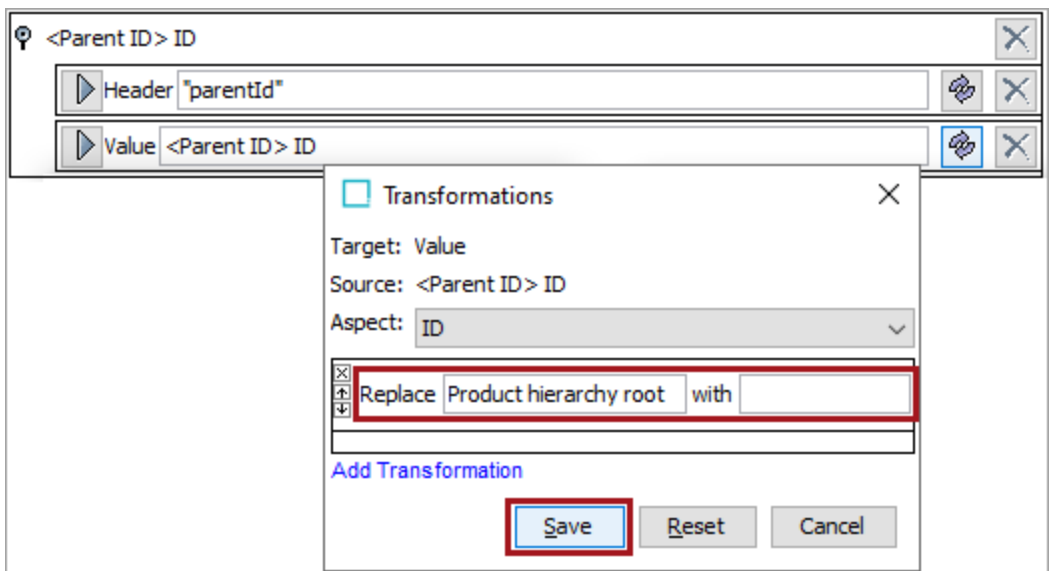 <Parent ID> ID
Header "parentId"
Value <Parent ID> ID
Transformations
Target: Value
Source: <Parent ID> ID
Aspect: ID
Replace Product hierarchy root with
Add Transformation
Save Reset Cancel